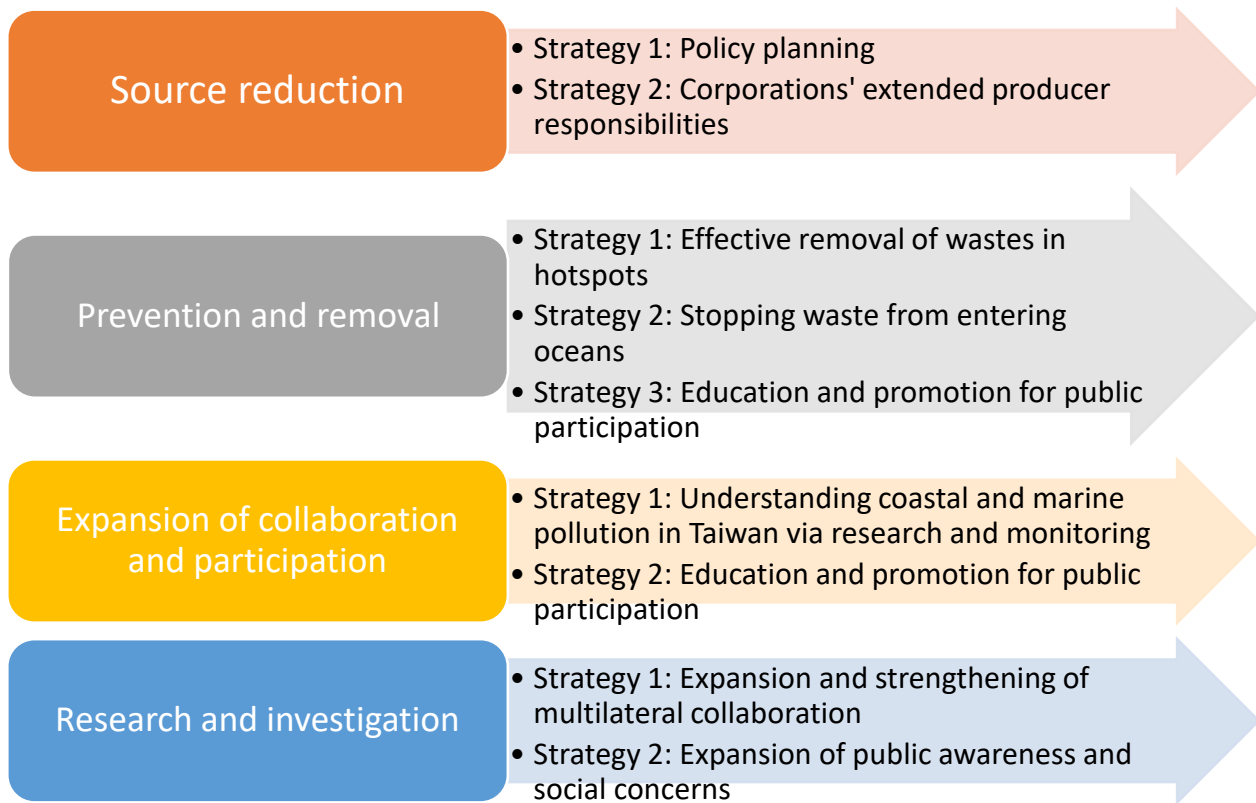 Source reduction
• Strategy 1: Policy planning
• Strategy 2: Corporations' extended producer
responsibilities
Prevention and removal
• Strategy 1: Effective removal of wastes in
hotspots
• Strategy 2: Stopping waste from entering
oceans
• Strategy 3: Education and promotion for public
participation
Expansion of collaboration
and participation
• Strategy 1: Understanding coastal and marine
pollution in Taiwan via research and monitoring
• Strategy 2: Education and promotion for public
participation
Research and investigation
• Strategy 1: Expansion and strengthening of
multilateral collaboration
• Strategy 2: Expansion of public awareness and
social concerns